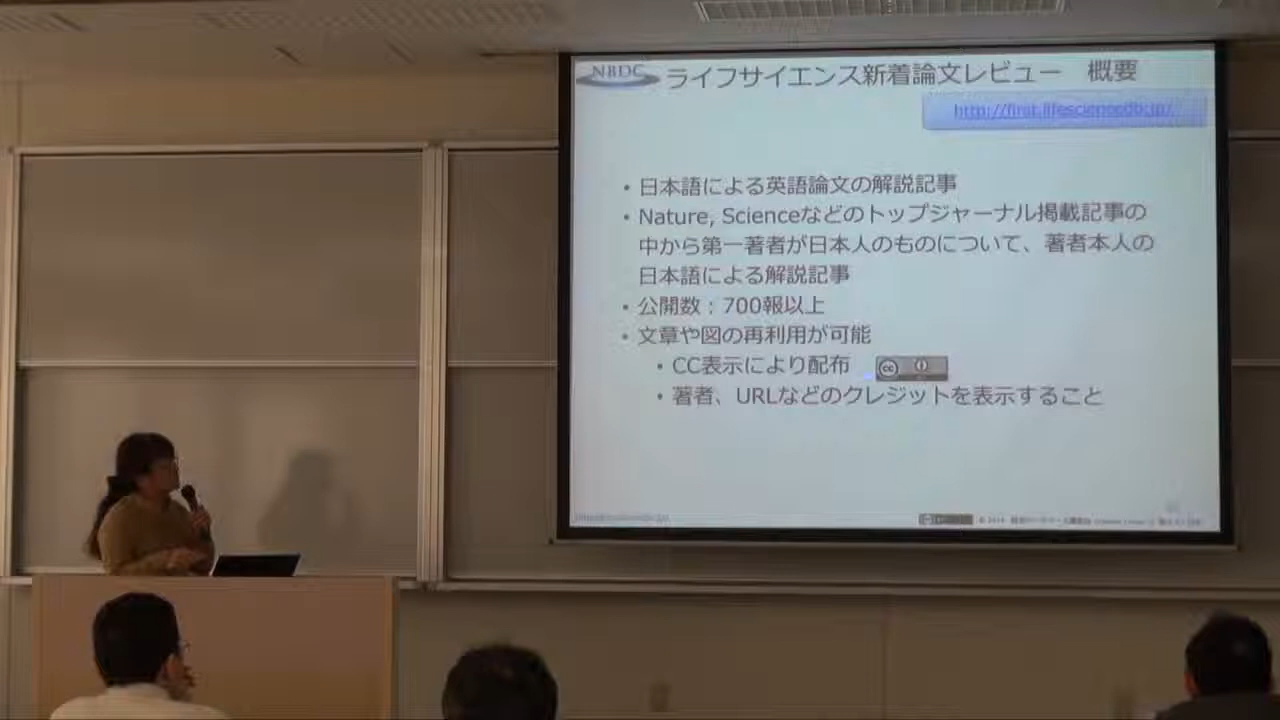 NBDC
ライフサイエンス新着論文レビュー 概要
http://first.lifesciencedb.jp/
• 日本語による英語論文の解説記事
• Nature, Scienceなどのトップジャーナル掲載記事の
中から第一著者が日本人のものについて、著者本人の
日本語による解説記事
• 公開数：700報以上
• 文章や図の再利用が可能
• CC表示により配布
cc
• 著者、URLなどのクレジットを表示すること